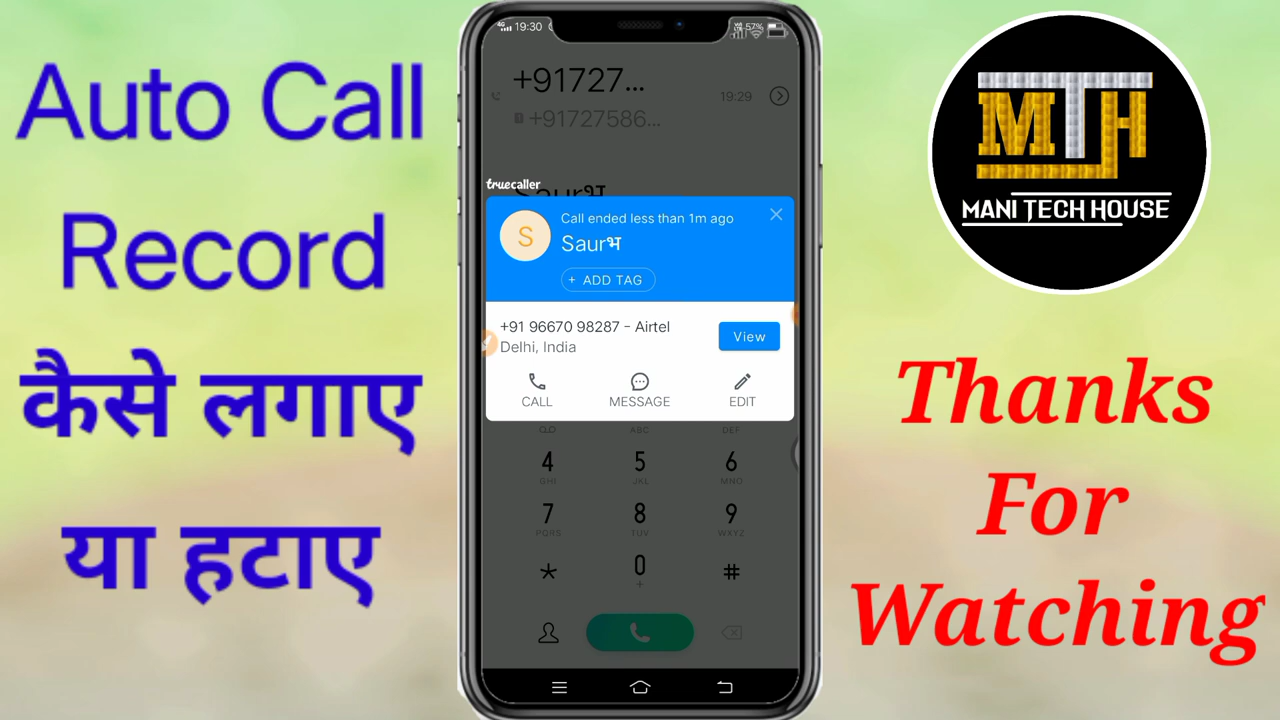 Auto Call
Record
कैसे लगाए
या हटाए
19:30
57%
+91727...
19:29
+91727586...
truecaller
Saurभ
Call ended less than 1m ago
S
Saurभ
+ ADD TAG
+91 96670 98287 - Airtel
View
Delhi, India
CALL
MESSAGE
EDIT
ABC
DEF
4
5
6
GHI
JKL
MNO
7
8
9
PQRS
TUV
WXYZ
*
0
#
+
MTH
MANI TECH HOUSE
Thanks
For
Watching